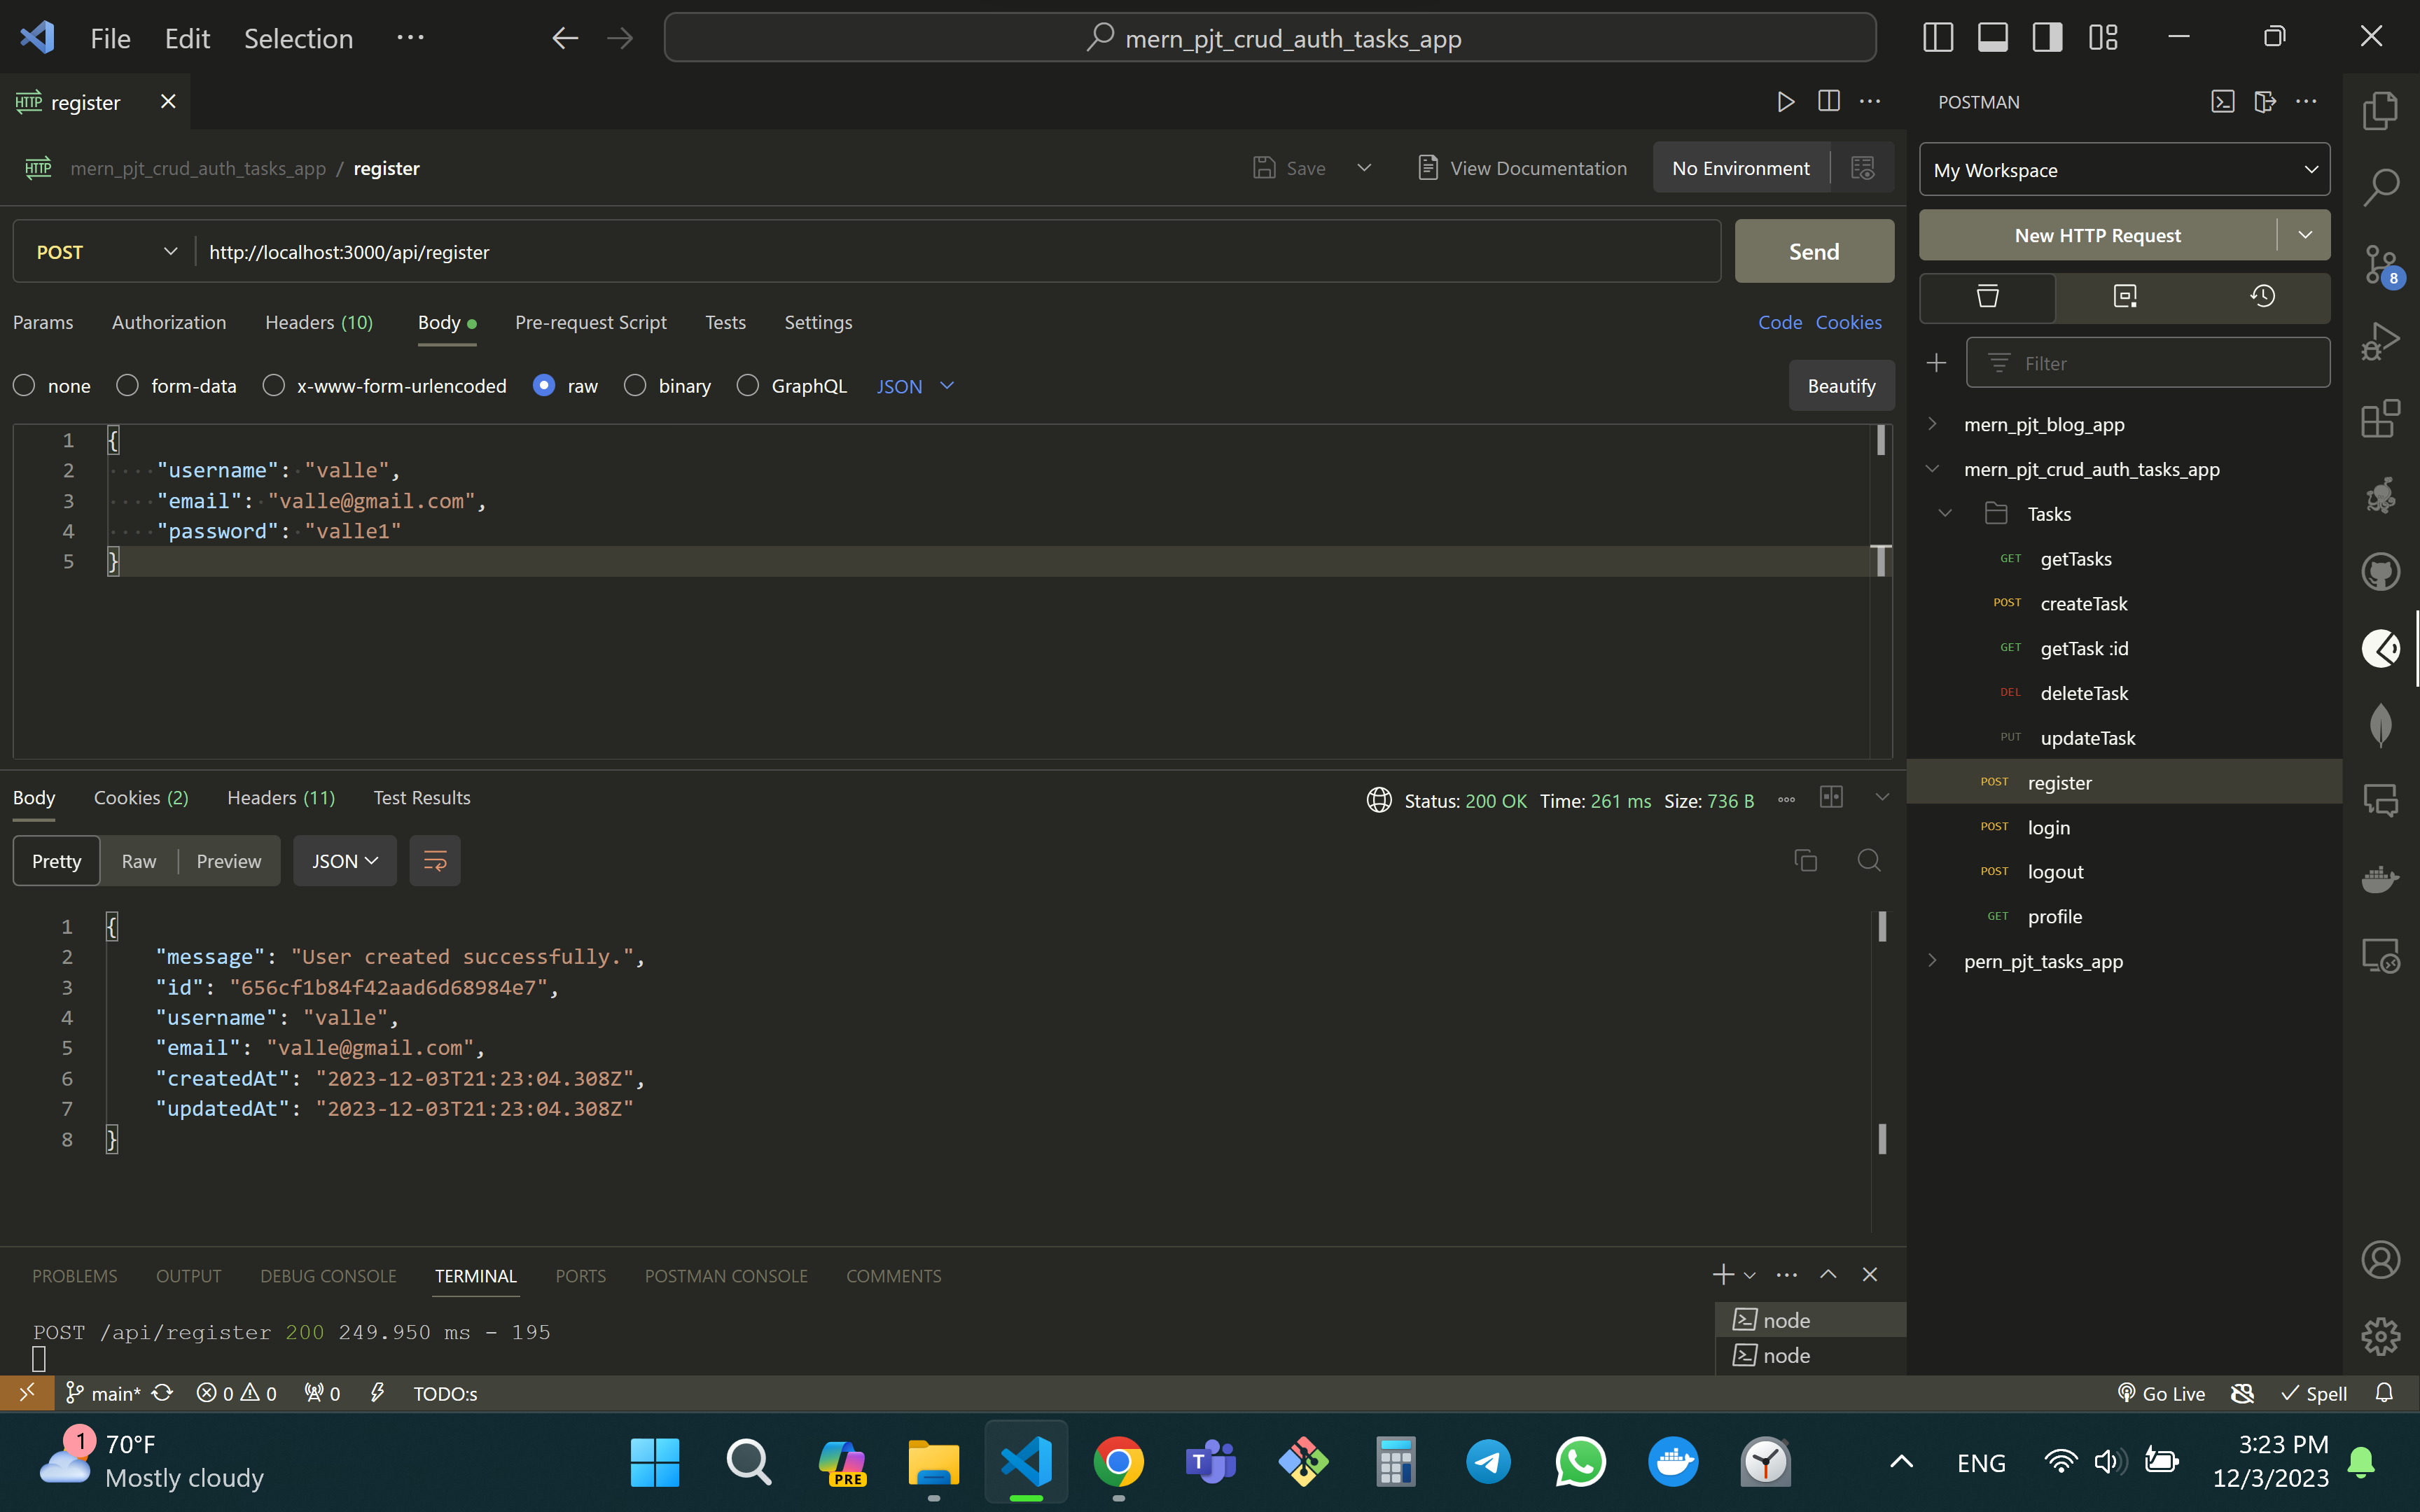 File Edit Selection ··· mern_pjt_crud_auth_tasks_app
HTTP register
POSTMAN
HTTP mern_pjt_crud_auth_tasks_app / register Save View Documentation No Environment
My Workspace
New HTTP Request
POST http://localhost:3000/api/register Send
Params Authorization Headers (10) Body Pre-request Script Tests Settings Code Cookies
8
Filter
none form-data x-www-form-urlencoded raw binary GraphQL JSON Beautify
1 {
2 "username": "valle",
3 "email": "valle@gmail.com",
4 "password": "valle1"
5 }
mern_pjt_blog_app
mern_pjt_crud_auth_tasks_app
Tasks
GET getTasks
POST createTask
GET getTask :id
DEL deleteTask
PUT updateTask
POST register
POST login
POST logout
GET profile
pern_pjt_tasks_app
Body Cookies (2) Headers (11) Test Results Status: 200 OK Time: 261 ms Size: 736 B
Pretty Raw Preview JSON
1 {
2 "message": "User created successfully.",
3 "id": "656cf1b84f42aad6d68984e7",
4 "username": "valle",
5 "email": "valle@gmail.com",
6 "createdAt": "2023-12-03T21:23:04.308Z",
7 "updatedAt": "2023-12-03T21:23:04.308Z"
8 }
PROBLEMS OUTPUT DEBUG CONSOLE TERMINAL PORTS POSTMAN CONSOLE COMMENTS
POST /api/register 200 249.950 ms - 195
node
node
main* 0 0 0 TODO:s Go Live Spell
1 70°F
Mostly cloudy
PRE
T
ENG
3:23 PM
12/3/2023